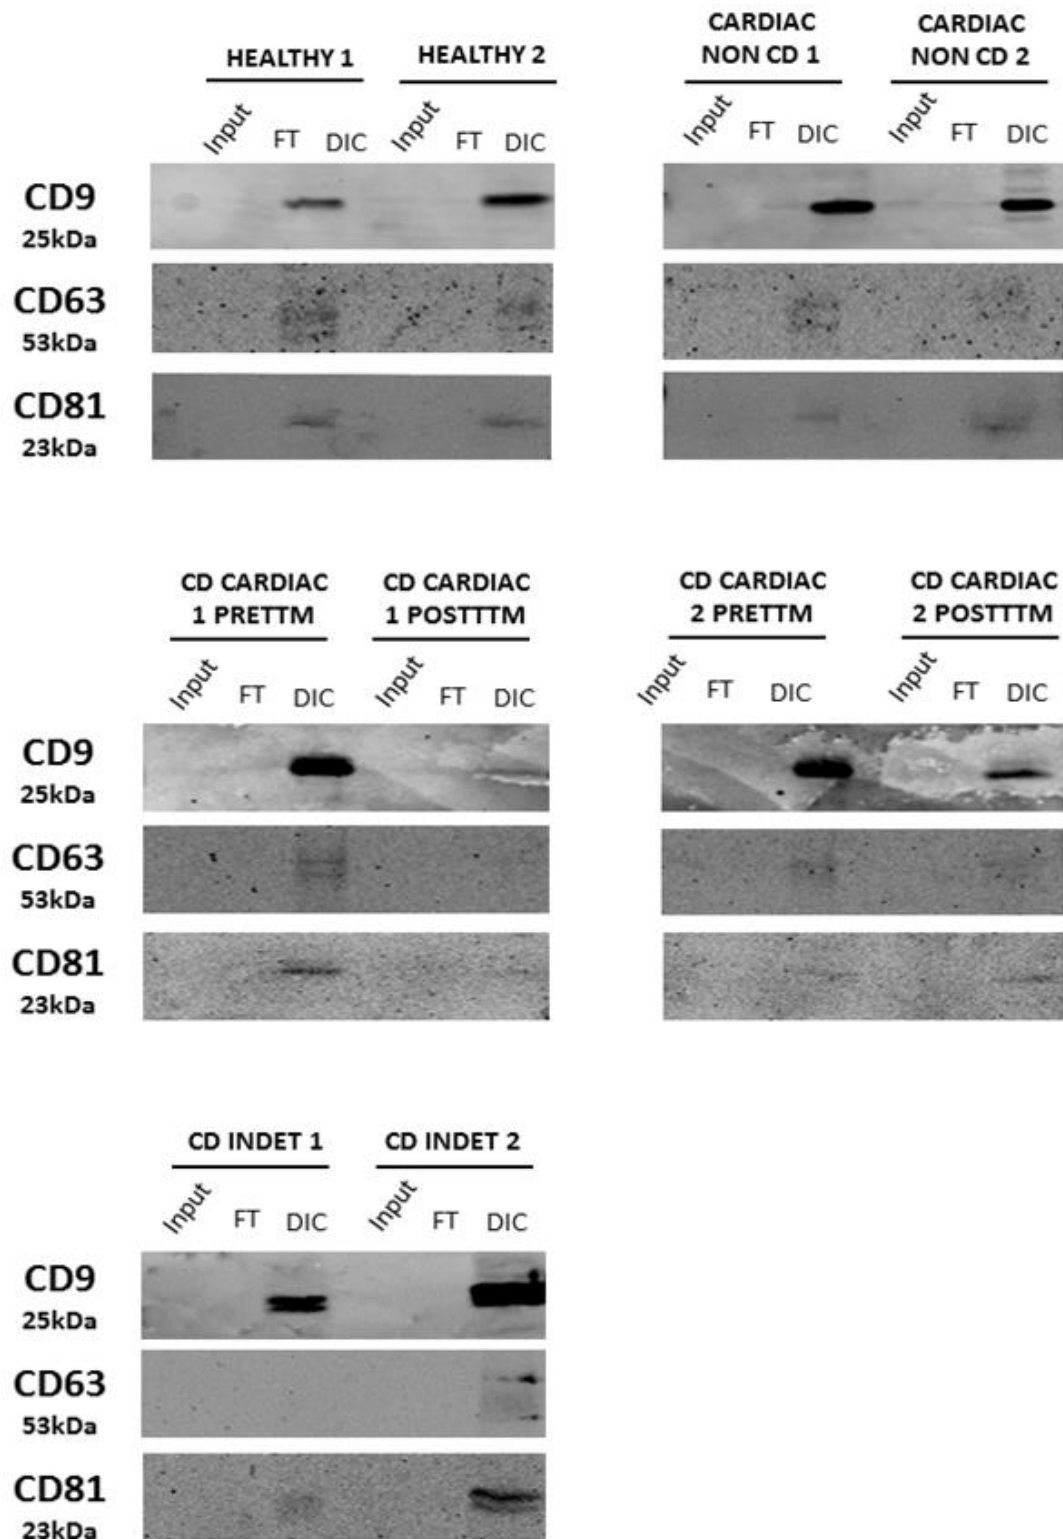 HEALTHY 1 HEALTHY 2
CARDIAC NON CD 1
CARDIAC NON CD 2
Input FT DIC Input FT DIC
Input FT DIC Input FT DIC
CD9
25kDa
CD63
53kDa
CD81
23kDa
CD CARDIAC
1 PRETTM
CD CARDIAC
1 POSTTTM
CD CARDIAC
2 PRETTM
CD CARDIAC
2 POSTTTM
Input FT DIC Input FT DIC
Input FT DIC Input FT DIC
CD9
25kDa
CD63
53kDa
CD81
23kDa
CD INDET 1 CD INDET 2
Input FT DIC Input FT DIC
CD9
25kDa
CD63
53kDa
CD81
23kDa